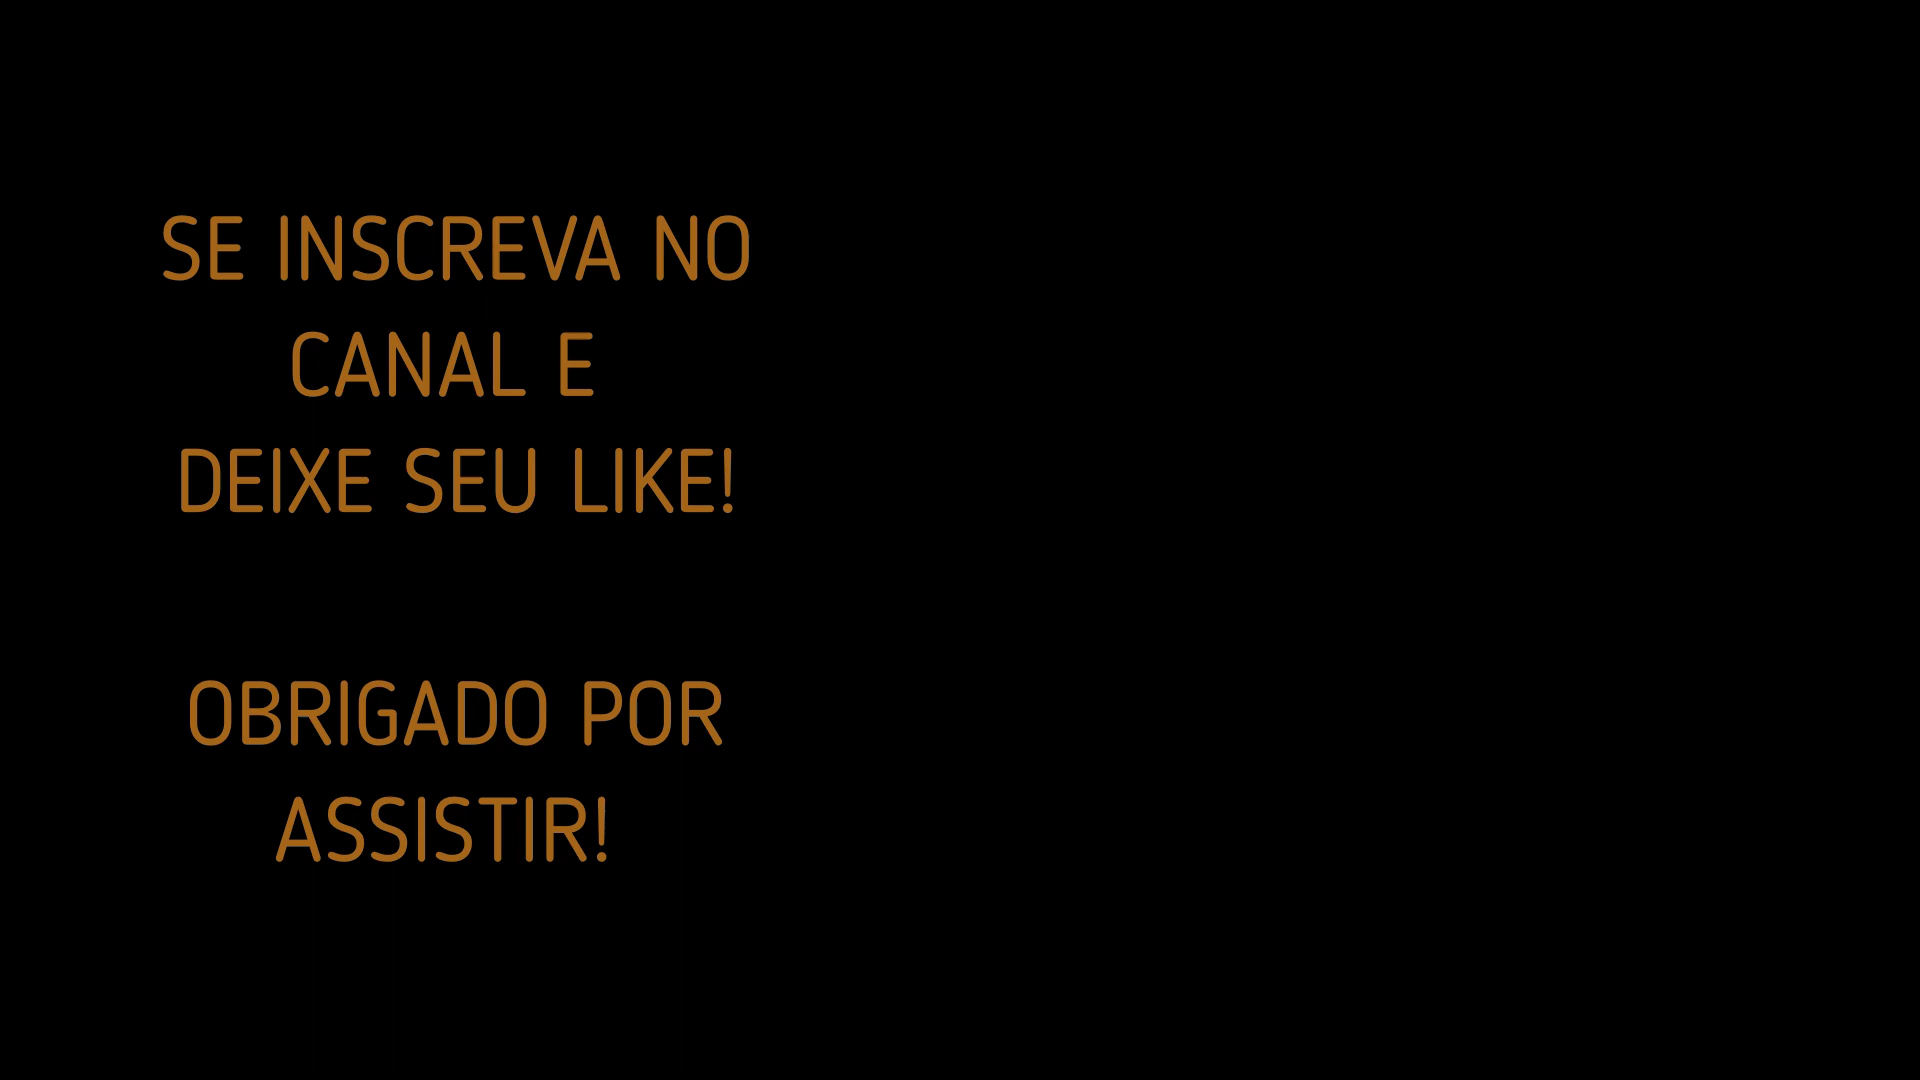 SE INSCREVA NO
CANAL E
DEIXE SEU LIKE!
OBRIGADO POR
ASSISTIR!